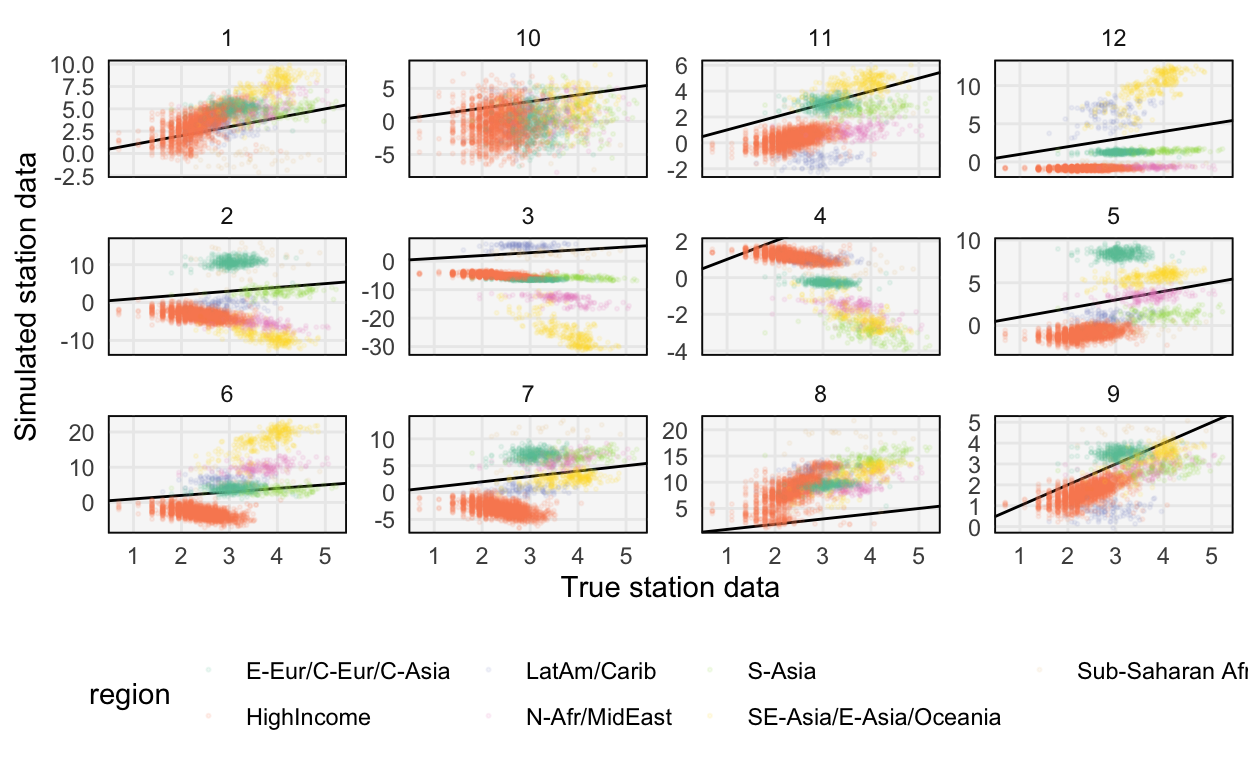 1 10 11 12
10.0 7.5 5.0 2.5 0.0 -2.5
5 0 -5
6 4 2 0 -2
10 5 0
Simulated station data
2 3 4 5
10 0 -10
0 -10 -20 -30
2 0 -2 -4
10 5 0
6 7 8 9
20 10 0
10 5 0 -5
20 15 10 5
5 4 3 2 1 0
1 2 3 4 5 1 2 3 4 5 1 2 3 4 5 1 2 3 4 5
True station data
region
E-Eur/C-Eur/C-Asia LatAm/Carib S-Asia Sub-Saharan Afr
HighIncome N-Afr/MidEast SE-Asia/E-Asia/Oceania